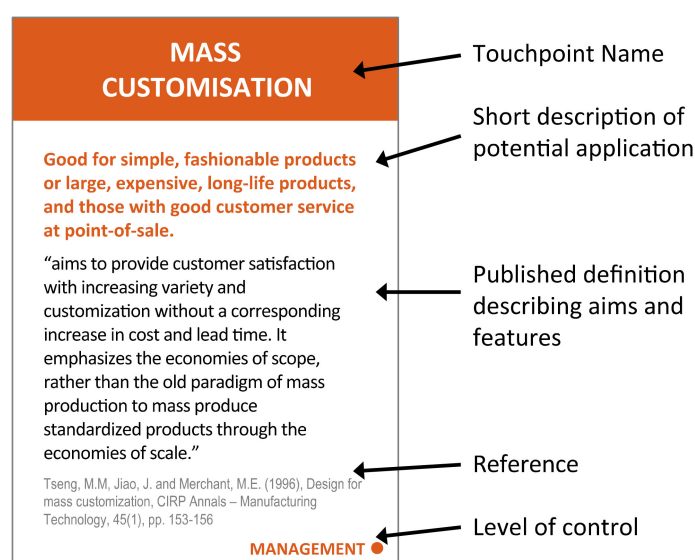 MASS
CUSTOMISATION
Good for simple, fashionable products
or large, expensive, long-life products,
and those with good customer service
at point-of-sale.
“aims to provide customer satisfaction
with increasing variety and
customization without a corresponding
increase in cost and lead time. It
emphasizes the economies of scope,
rather than the old paradigm of mass
production to mass produce
standardized products through the
economies of scale.”
Tseng, M.M, Jiao, J. and Merchant, M.E. (1996), Design for
mass customization, CIRP Annals – Manufacturing
Technology, 45(1), pp. 153-156
MANAGEMENT
Touchpoint Name
Short description of
potential application
Published definition
describing aims and
features
Reference
Level of control